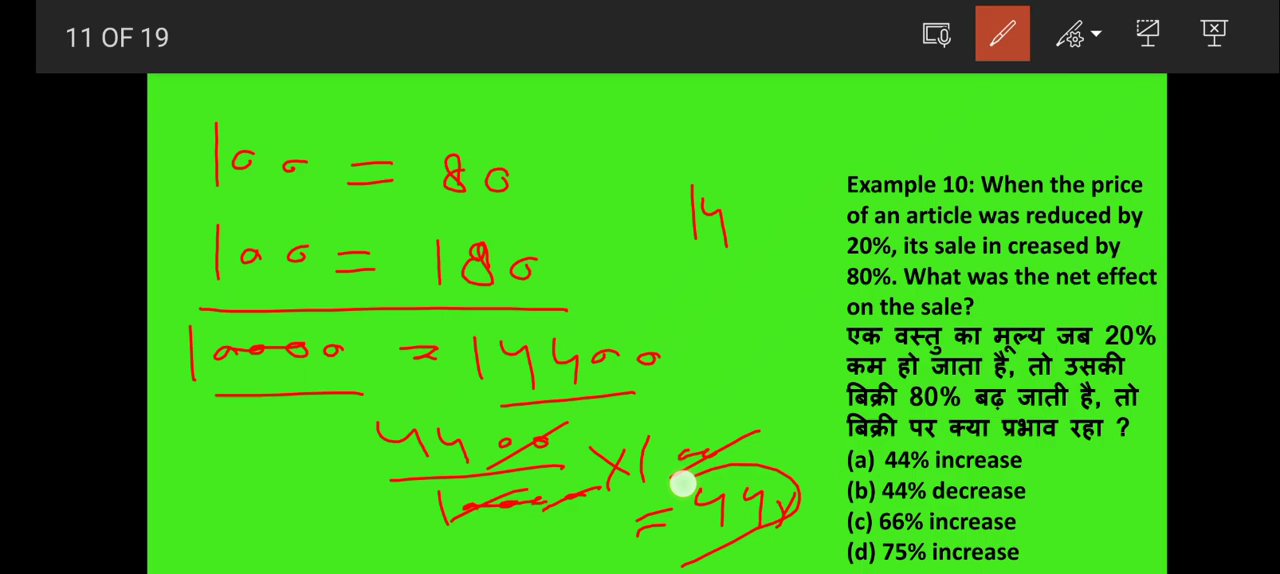 11 OF 19
100 = 80
100 = 180
10000 = 14400
14
4400
10000
X100
= 44%
Example 10: When the price
of an article was reduced by
20%, its sale in creased by
80%. What was the net effect
on the sale?
एक वस्तु का मूल्य जब 20%
कम हो जाता है, तो उसकी
बिक्री 80% बढ़ जाती है, तो
बिक्री पर क्या प्रभाव रहा ?
(a) 44% increase
(b) 44% decrease
(c) 66% increase
(d) 75% increase